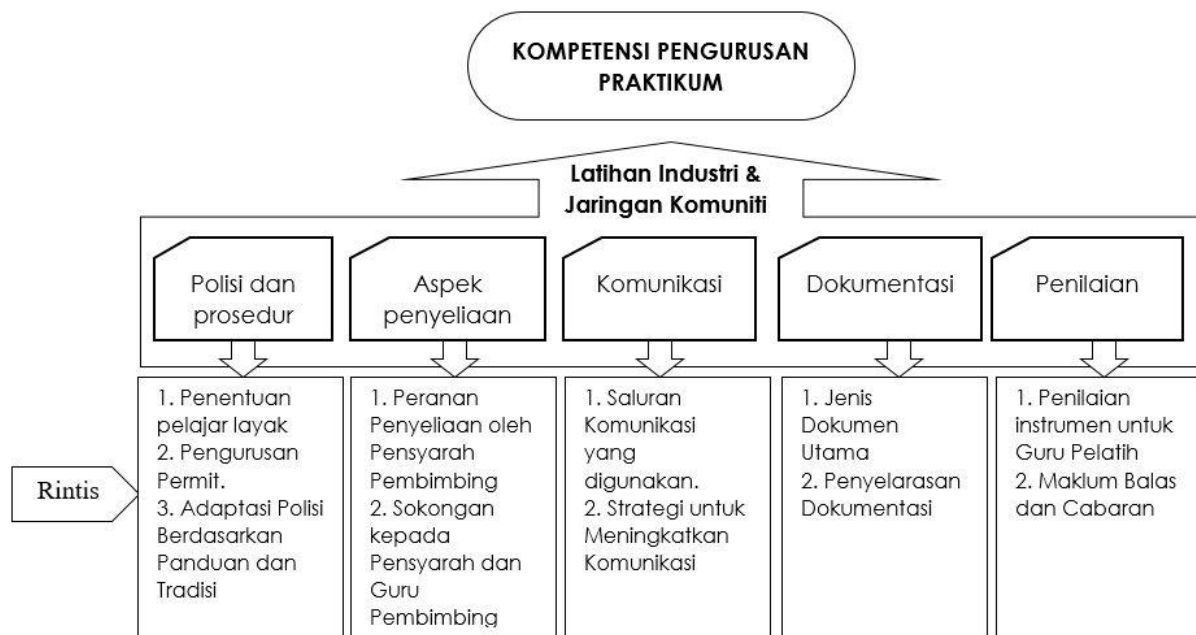 KOMPETENSI PENGURUSAN
PRAKTIKUM
Latihan Industri &
Jaringan Komuniti
Polisi dan
prosedur
Aspek
penyeliaan
Komunikasi
Dokumentasi
Penilaian
Rintis
1. Penentuan
pelajar layak
2. Pengurusan
Permit.
3. Adaptasi Polisi
Berdasarkan
Panduan dan
Tradisi
1. Peranan
Penyeliaan oleh
Pensyarah
Pembimbing
2. Sokongan
kepada
Pensyarah dan
Guru
Pembimbing
1. Saluran
Komunikasi
yang
digunakan.
2. Strategi untuk
Meningkatkan
Komunikasi
1. Jenis
Dokumen
Utama
2. Penyelarasan
Dokumentasi
1. Penilaian
instrumen untuk
Guru Pelatih
2. Maklum Balas
dan Cabaran